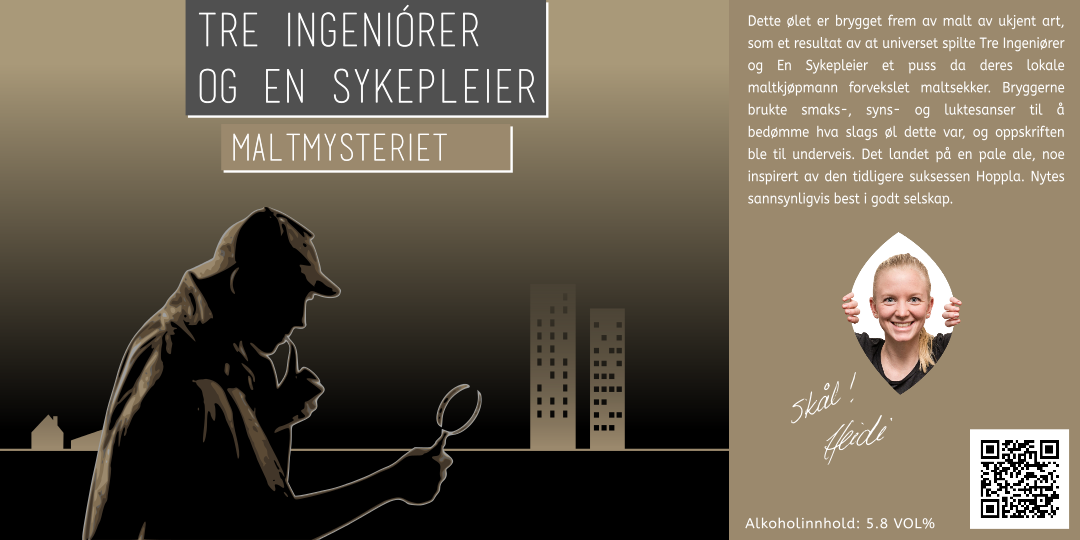 TRE INGENIÓRER
OG EN SYKEPLEIER
MALTMYSTERIET
Dette ølet er brygget frem av malt av ukjent art,
som et resultat av at universet spilte Tre Ingeniører
og En Sykepleier et puss da deres lokale
maltkjøpmann forvekslet maltsekker. Bryggerne
brukte smaks-, syns- og luktesanser til å
bedømme hva slags øl dette var, og oppskriften
ble til underveis. Det landet på en pale ale, noe
inspirert av den tidligere suksessen Hoppla. Nytes
sannsynligvis best i godt selskap.
Skål !
Heidi
Alkoholinnhold: 5.8 VOL%